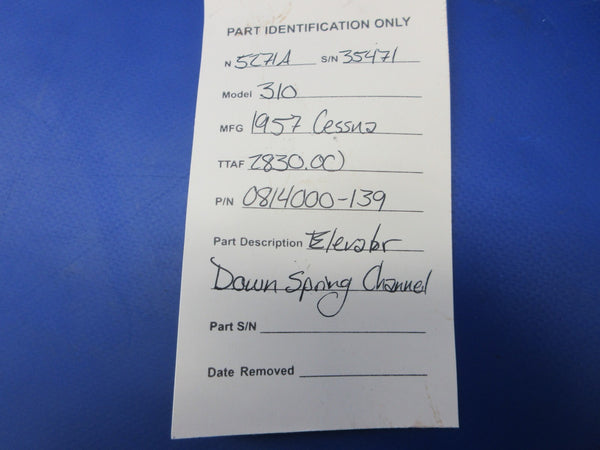 PART IDENTIFICATION ONLY
N 5271A S/N 35471
Model 310
MFG 1957 Cessna
TTAF 2830.00
P/N 0814000-139
Part Description Elevator
Down Spring Channel
Part S/N
Date Removed